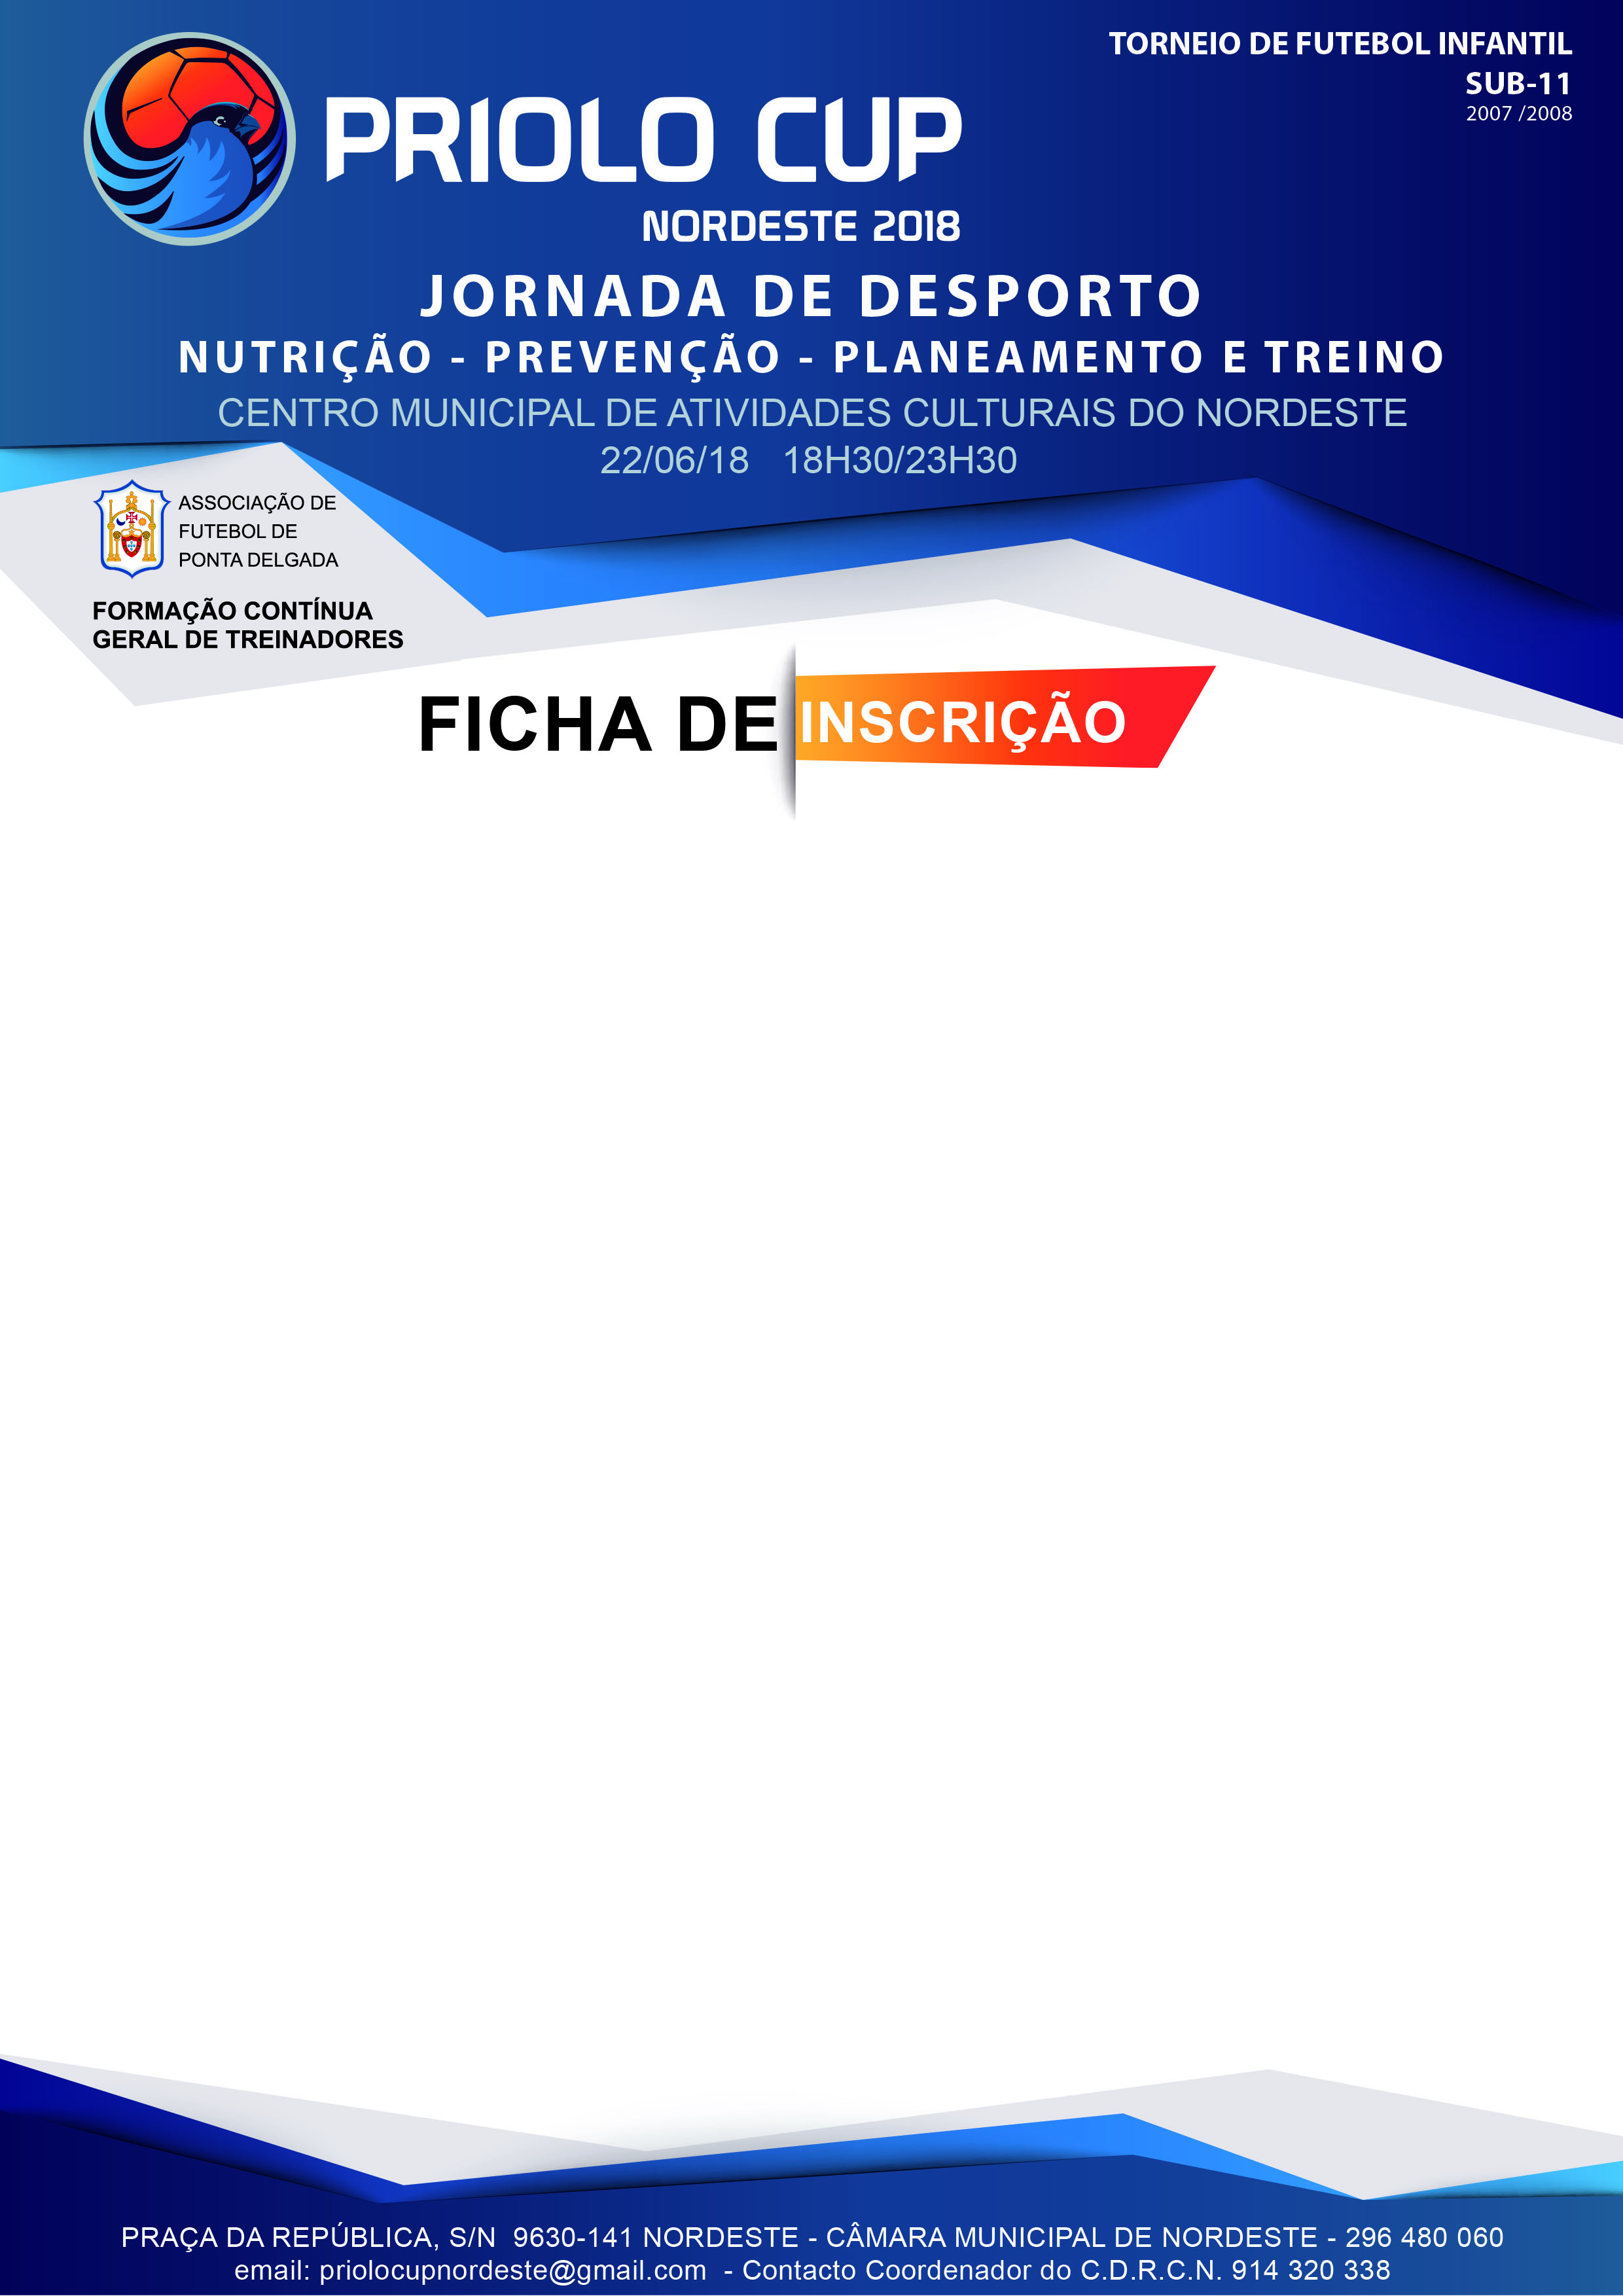 TORNEIO DE FUTEBOL INFANTIL
SUB-11
2007 /2008
PRIOLO CUP
NORDESTE 2018
JORNADA DE DESPORTO
NUTRIÇÃO - PREVENÇÃO - PLANEAMENTO E TREINO
CENTRO MUNICIPAL DE ATIVIDADES CULTURAIS DO NORDESTE
22/06/18 18H30/23H30
ASSOCIAÇÃO DE
FUTEBOL DE
PONTA DELGADA
FORMAÇÃO CONTÍNUA
GERAL DE TREINADORES
FICHA DE INSCRIÇÃO
PRAÇA DA REPÚBLICA, S/N 9630-141 NORDESTE - CÂMARA MUNICIPAL DE NORDESTE - 296 480 060
email: priolocupnordeste@gmail.com - Contacto Coordenador do C.D.R.C.N. 914 320 338